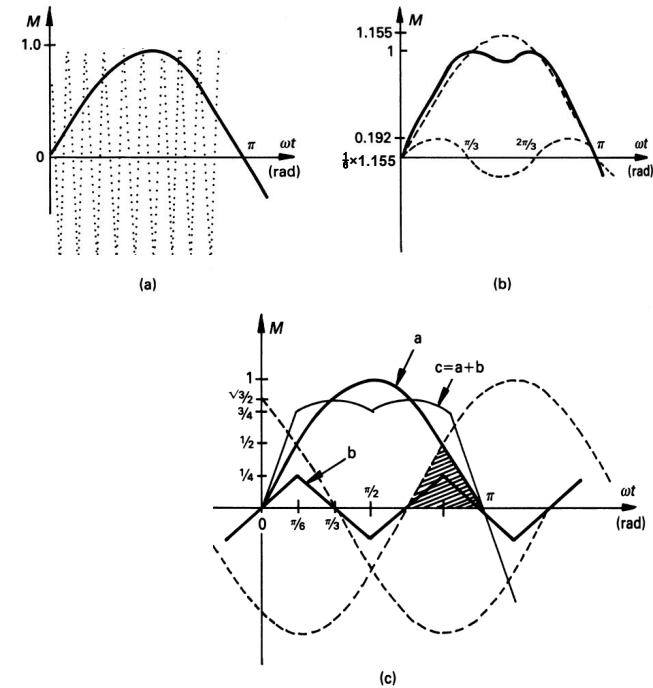 M
1.0
0
π
ωt
(rad)
(a)
M
1.155
1
0.192
1/6×1.155
π/3
2π/3
π
ωt
(rad)
(b)
M
1
√3/2
3/4
1/2
1/4
a
c=a+b
b
0
π/6
π/3
π/2
π
ωt
(rad)
(c)